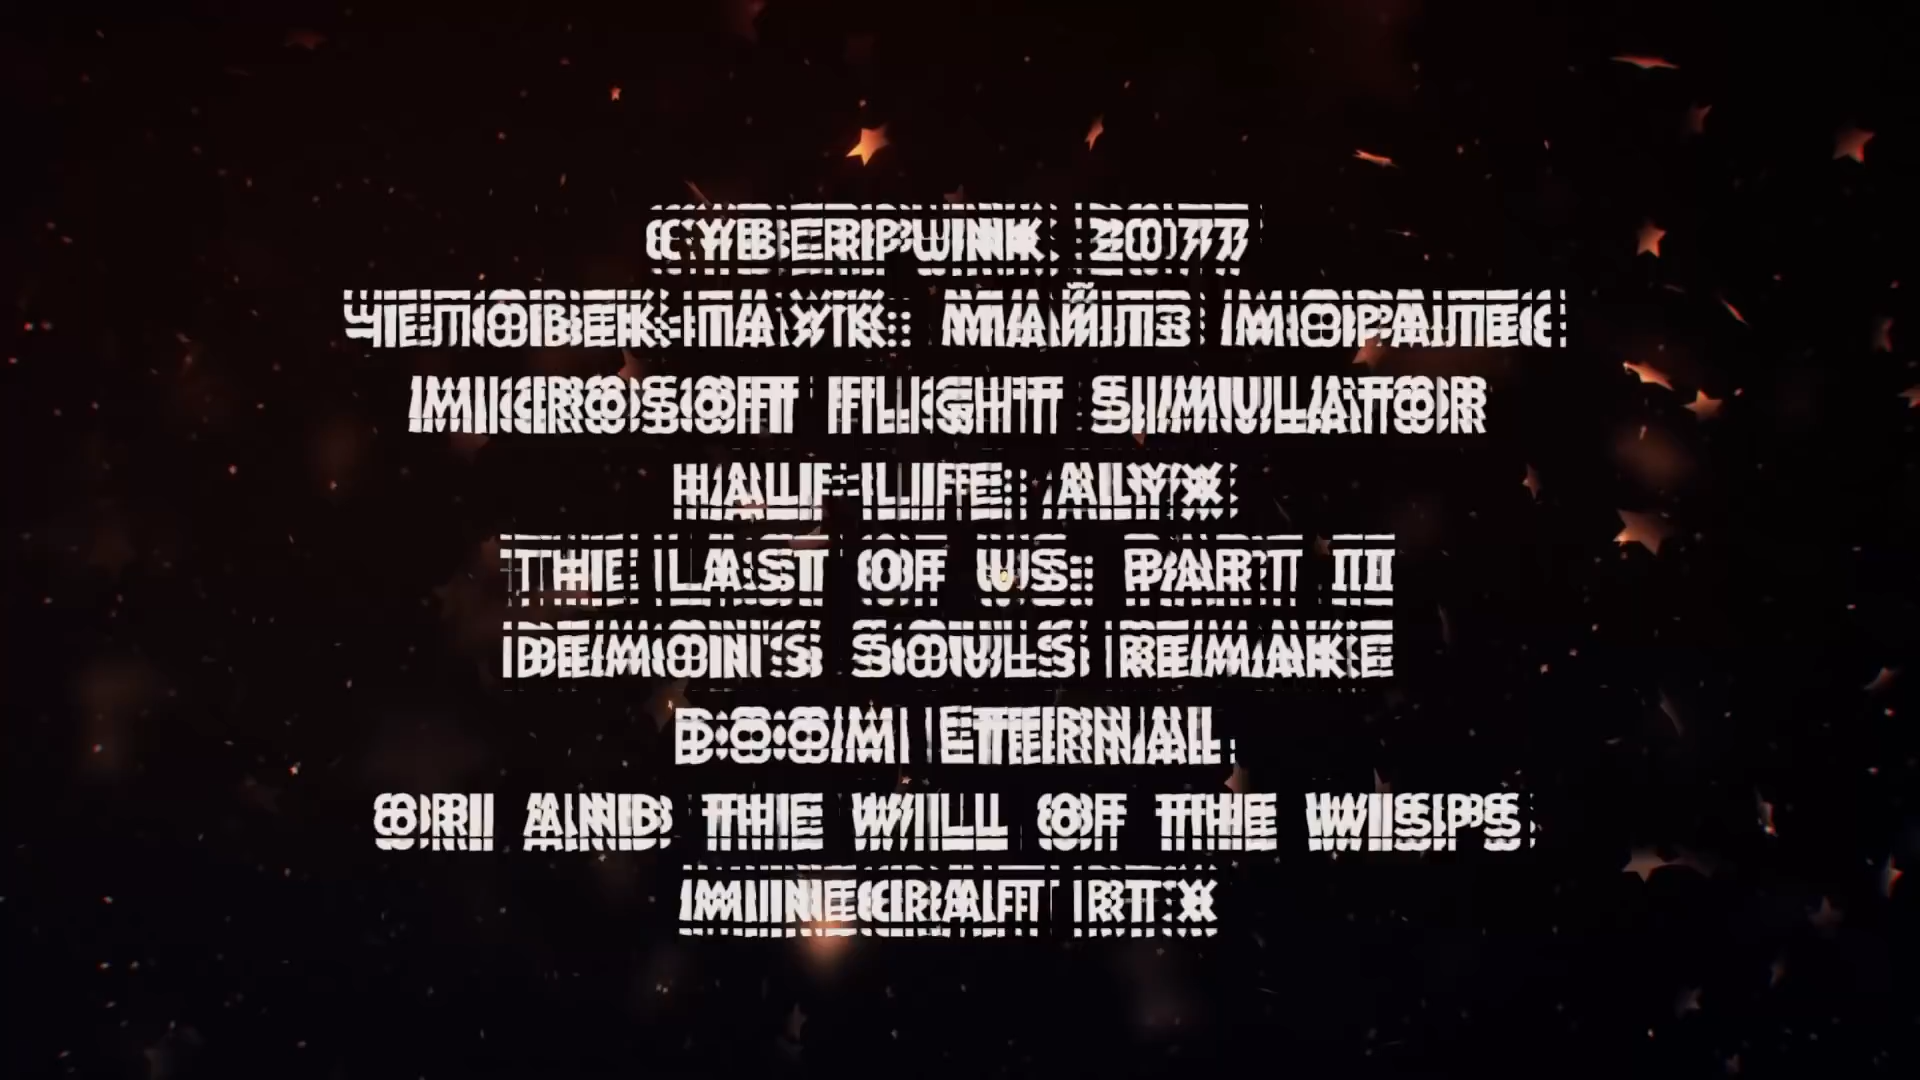 CYBERPUNK 2077
ЧЕЛОВЕК-ПАУК: МАЙЛЗ МОРАЛЕС
MICROSOFT FLIGHT SIMULATOR
HALF-LIFE: ALYX
THE LAST OF US: PART II
DEMON'S SOULS REMAKE
DOOM ETERNAL
ORI AND THE WILL OF THE WISPS
MINECRAFT RTX